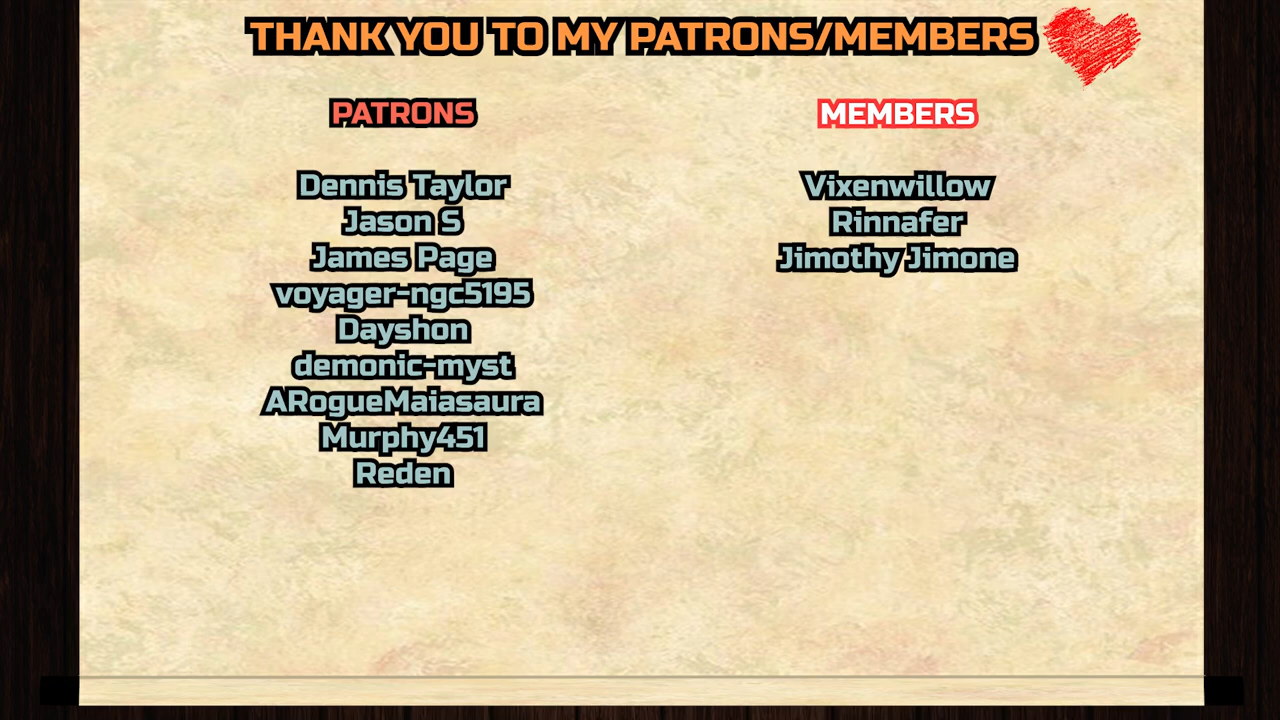 THANK YOU TO MY PATRONS/MEMBERS
PATRONS
Dennis Taylor
Jason S
James Page
voyager-ngc5195
Dayshon
demonic-myst
ARogueMaiasaura
Murphy451
Reden
MEMBERS
Vixenwillow
Rinnafer
Jimothy Jimone